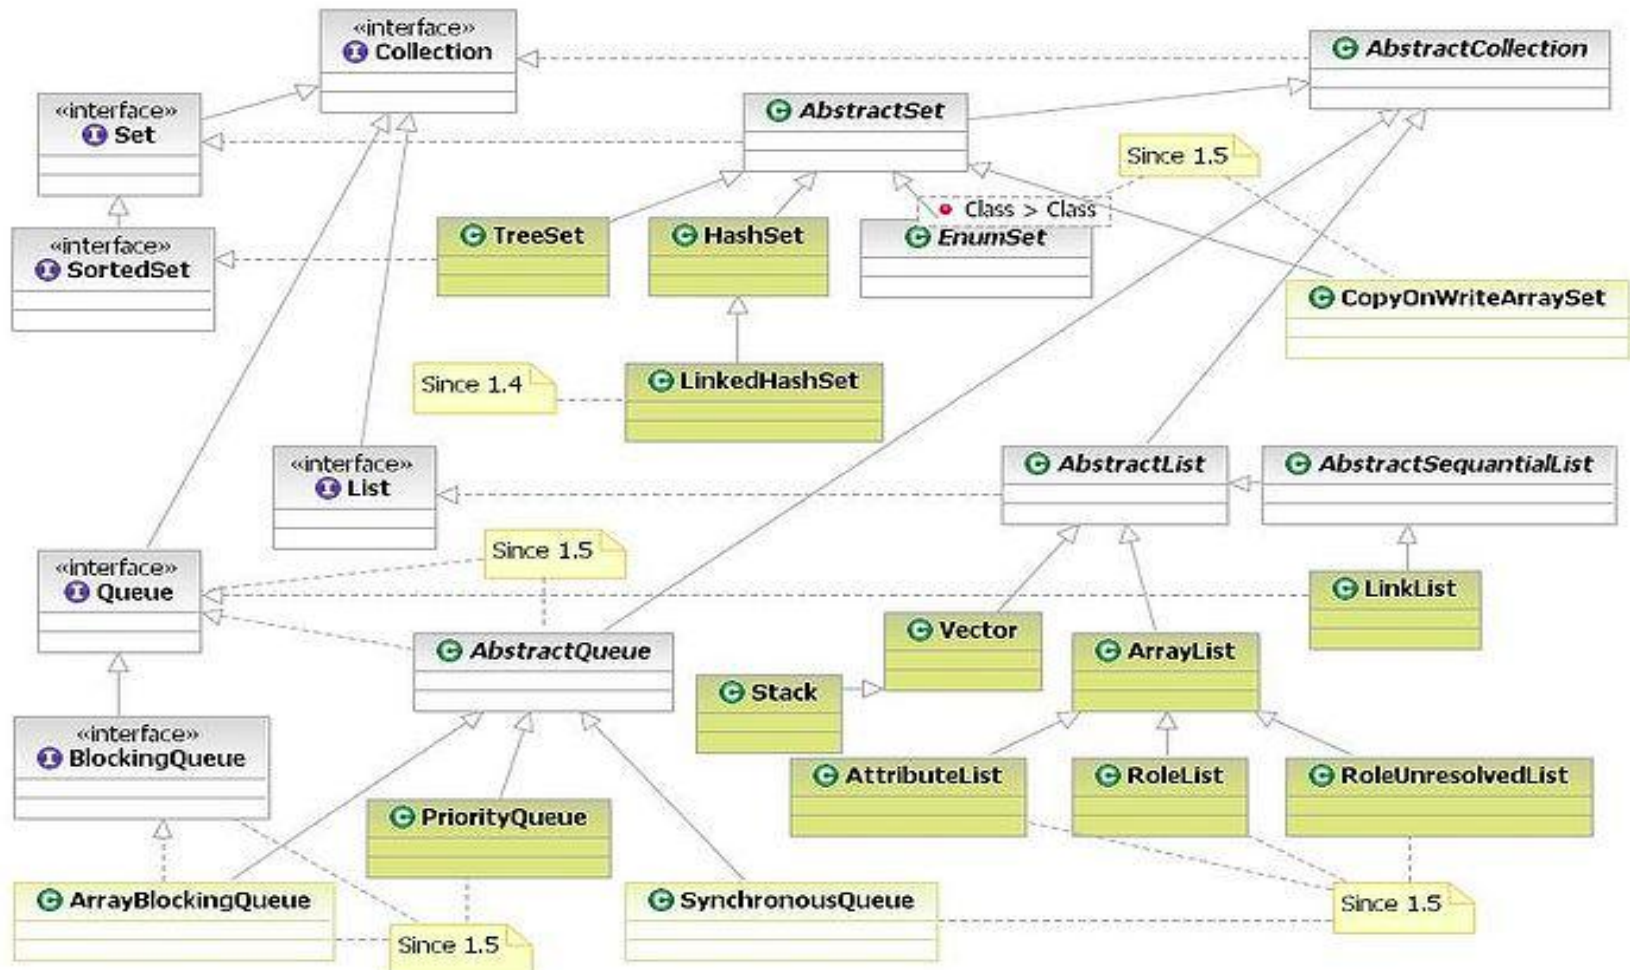 «interface»
Collection
AbstractCollection
«interface»
Set
AbstractSet
Since 1.5
Class > Class
TreeSet
HashSet
EnumSet
«interface»
SortedSet
CopyOnWriteArraySet
Since 1.4
LinkedHashSet
«interface»
List
AbstractList
AbstractSequantialList
Since 1.5
«interface»
Queue
LinkList
Vector
AbstractQueue
ArrayList
Stack
«interface»
BlockingQueue
AttributeList
RoleList
RoleUnresolvedList
PriorityQueue
ArrayBlockingQueue
SynchronousQueue
Since 1.5
Since 1.5